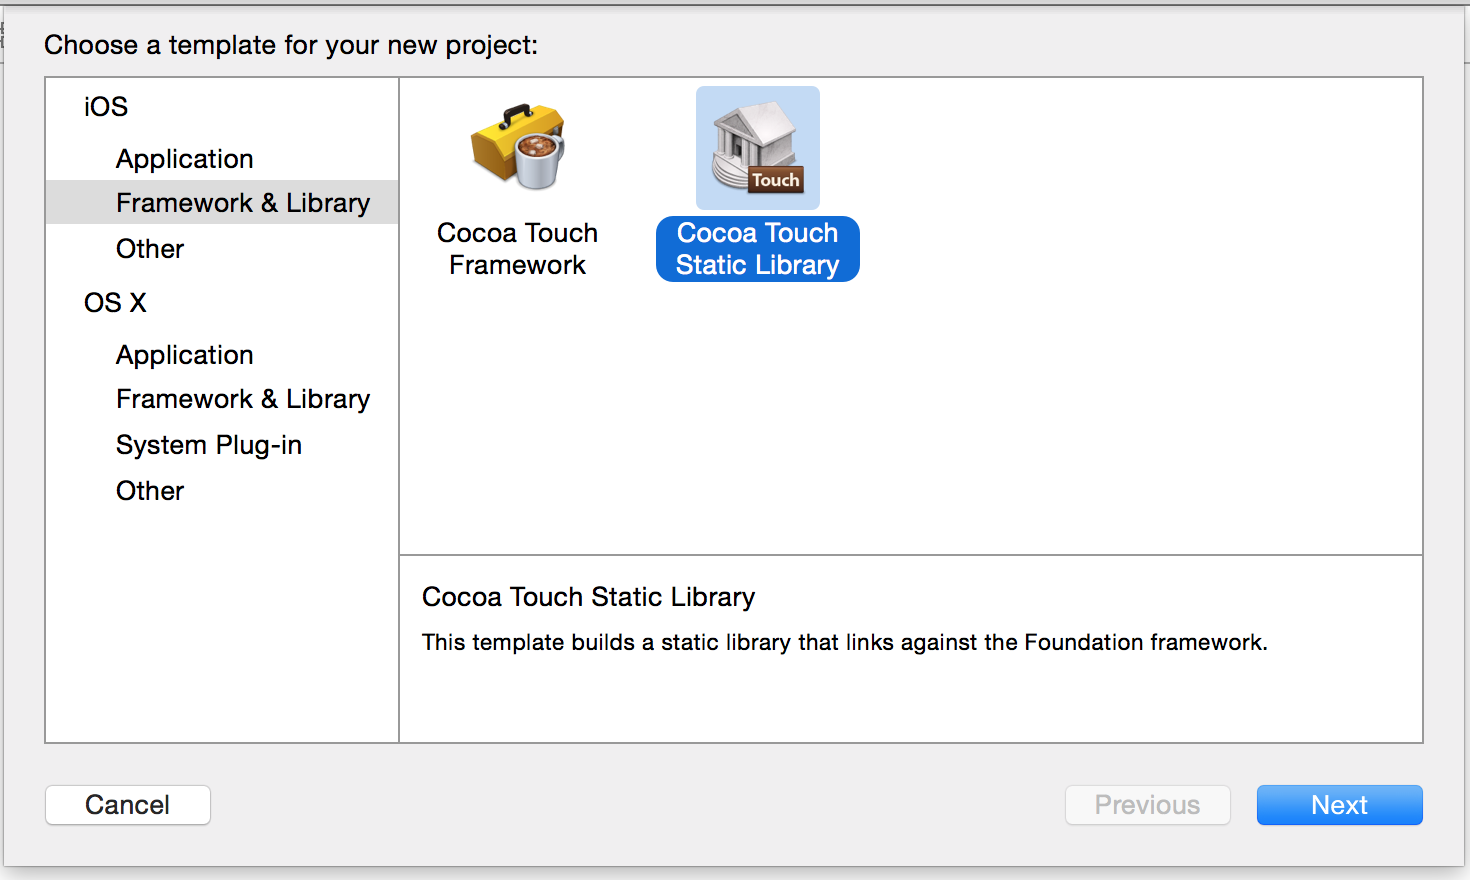 Choose a template for your new project:
iOS
Application
Framework & Library
Other
OS X
Application
Framework & Library
System Plug-in
Other
Touch
Cocoa Touch
Framework
Cocoa Touch
Static Library
Cocoa Touch Static Library
This template builds a static library that links against the Foundation framework.
Cancel
Previous
Next